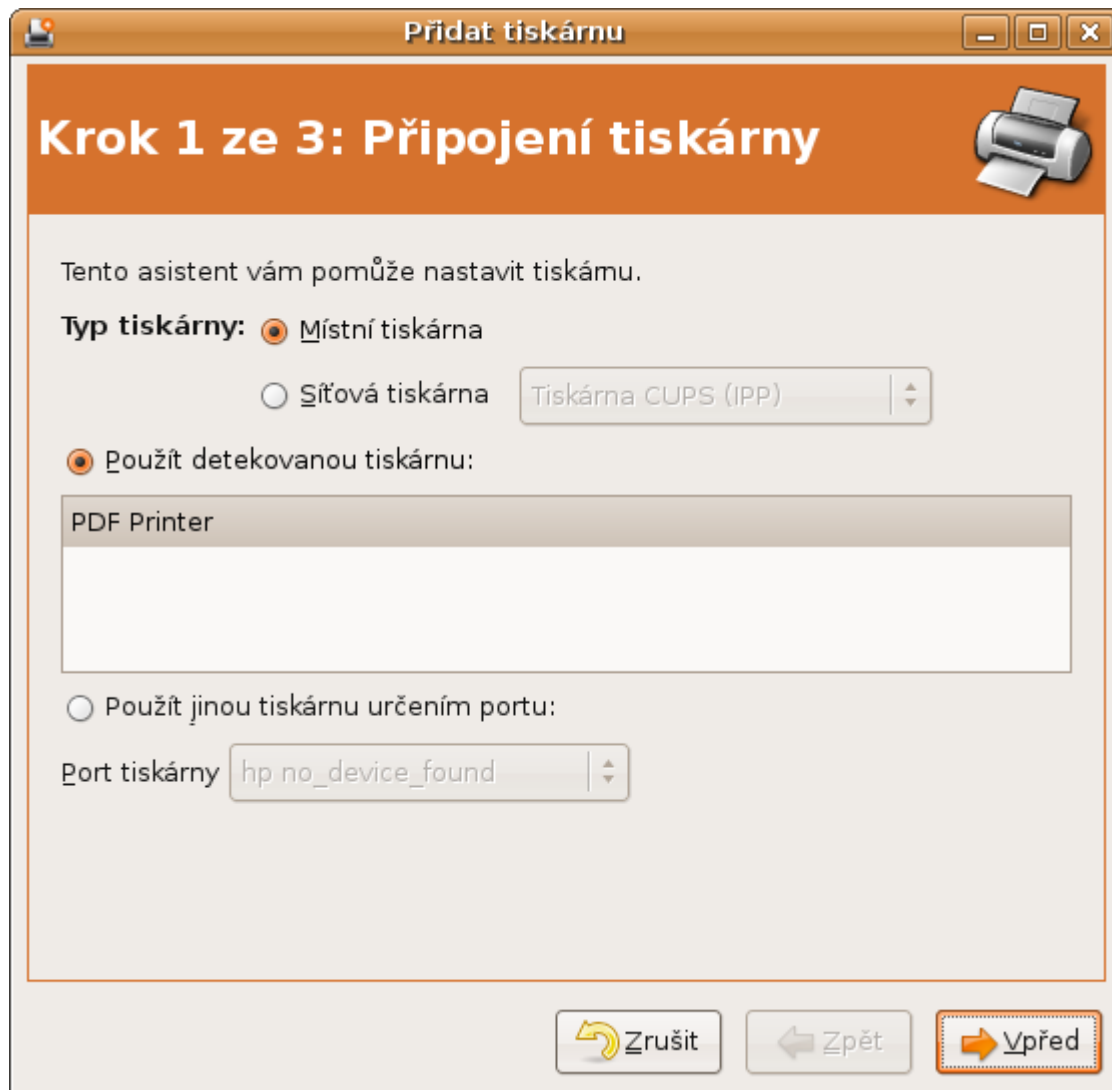 Přidat tiskárnu
Krok 1 ze 3: Připojení tiskárny
Tento asistent vám pomůže nastavit tiskárnu.
Typ tiskárny: Místní tiskárna
Síťová tiskárna Tiskárna CUPS (IPP)
Použít detekovanou tiskárnu:
PDF Printer
Použít jinou tiskárnu určením portu:
Port tiskárny hp no_device_found
Zrušit Zpět Vpřed